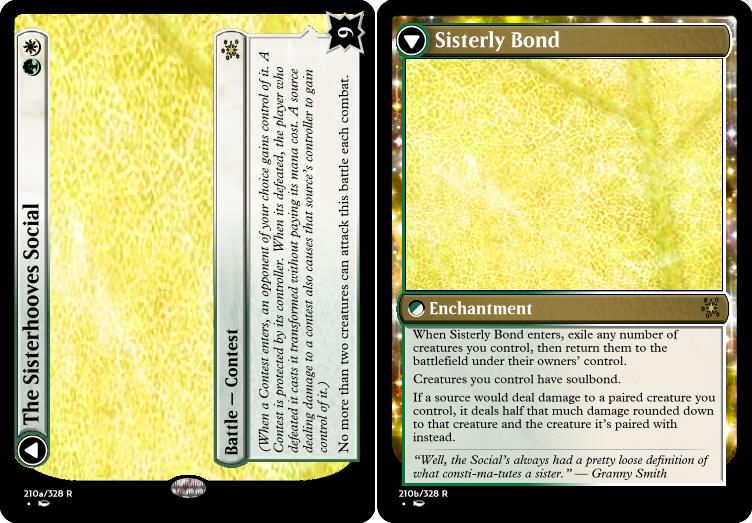 The Sisterhooves Social
Battle — Contest
(When a Contest enters, an opponent of your choice gains control of it. A
Contest is protected by its controller. When its defeated, the player who
defeated it casts it transformed without paying its mana cost. A source
dealing damage to a contest also causes that source's controller to gain
control of it.)
No more than two creatures can attack this battle each combat.
9
210a/328 R
Sisterly Bond
Enchantment
When Sisterly Bond enters, exile any number of
creatures you control, then return them to the
battlefield under their owners' control.
Creatures you control have soulbond.
If a source would deal damage to a paired creature you
control, it deals half that much damage rounded down
to that creature and the creature it's paired with
instead.
“Well, the Social's always had a pretty loose definition of
what consti-ma-tutes a sister.” — Granny Smith
210b/328 R